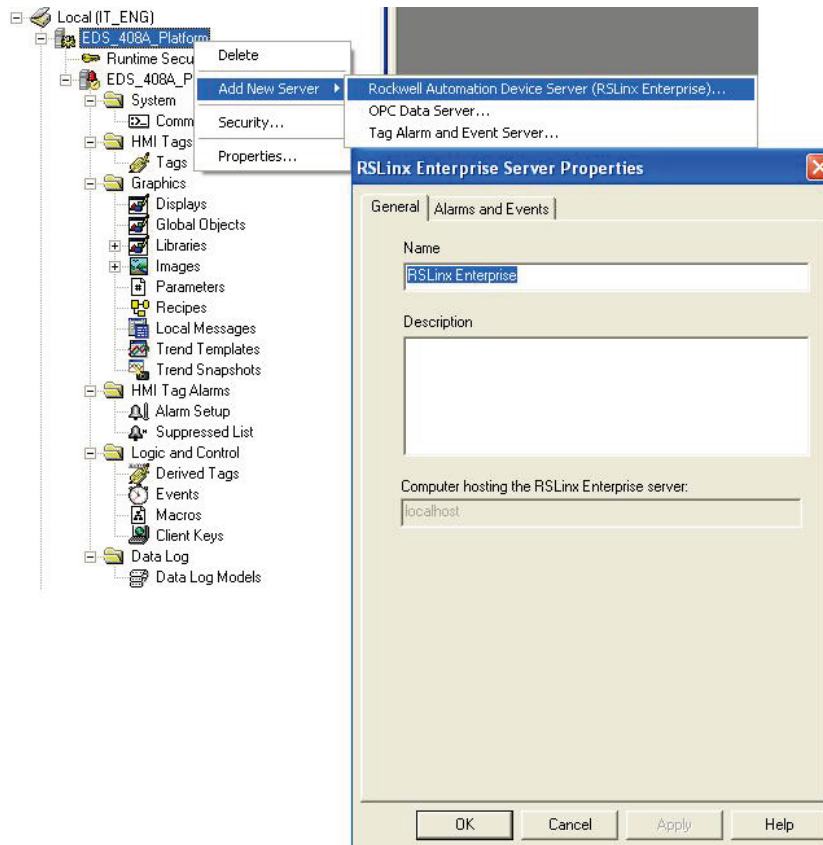 Local (IT_ENG)
EDS_408A_Platform
Runtime Secu
EDS_408A_P
System
Comm
HMI Tags
Tags
Graphics
Displays
Global Objects
Libraries
Images
Parameters
Recipes
Local Messages
Trend Templates
Trend Snapshots
HMI Tag Alarms
Alarm Setup
Suppressed List
Logic and Control
Derived Tags
Events
Macros
Client Keys
Data Log
Data Log Models
Delete
Add New Server
Security...
Properties...
Rockwell Automation Device Server (RSLinx Enterprise)...
OPC Data Server...
Tag Alarm and Event Server...
RSLinx Enterprise Server Properties
General
Alarms and Events
Name
RSLinx Enterprise
Description
Computer hosting the RSLinx Enterprise server:
localhost
OK
Cancel
Apply
Help